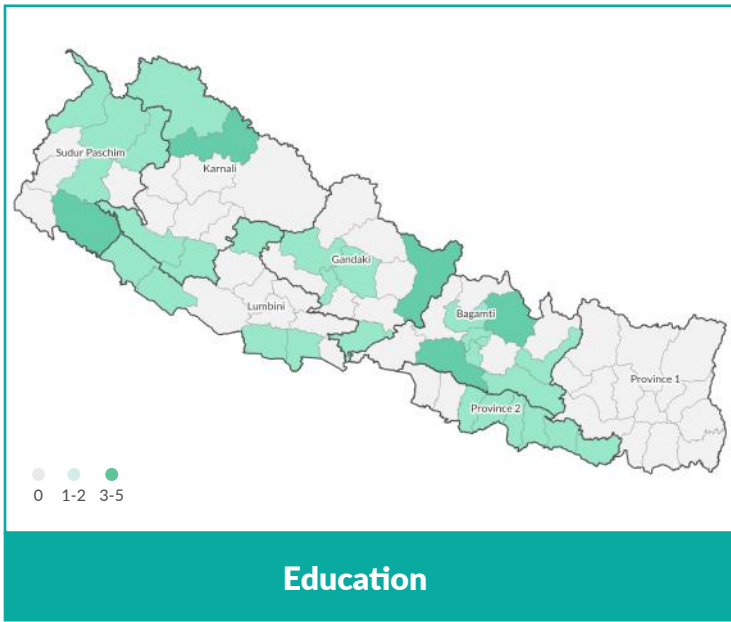 Sudur Paschim
Karnali
Gandaki
Lumbini
Bagamti
Province 1
Province 2
0 1-2 3-5
Education